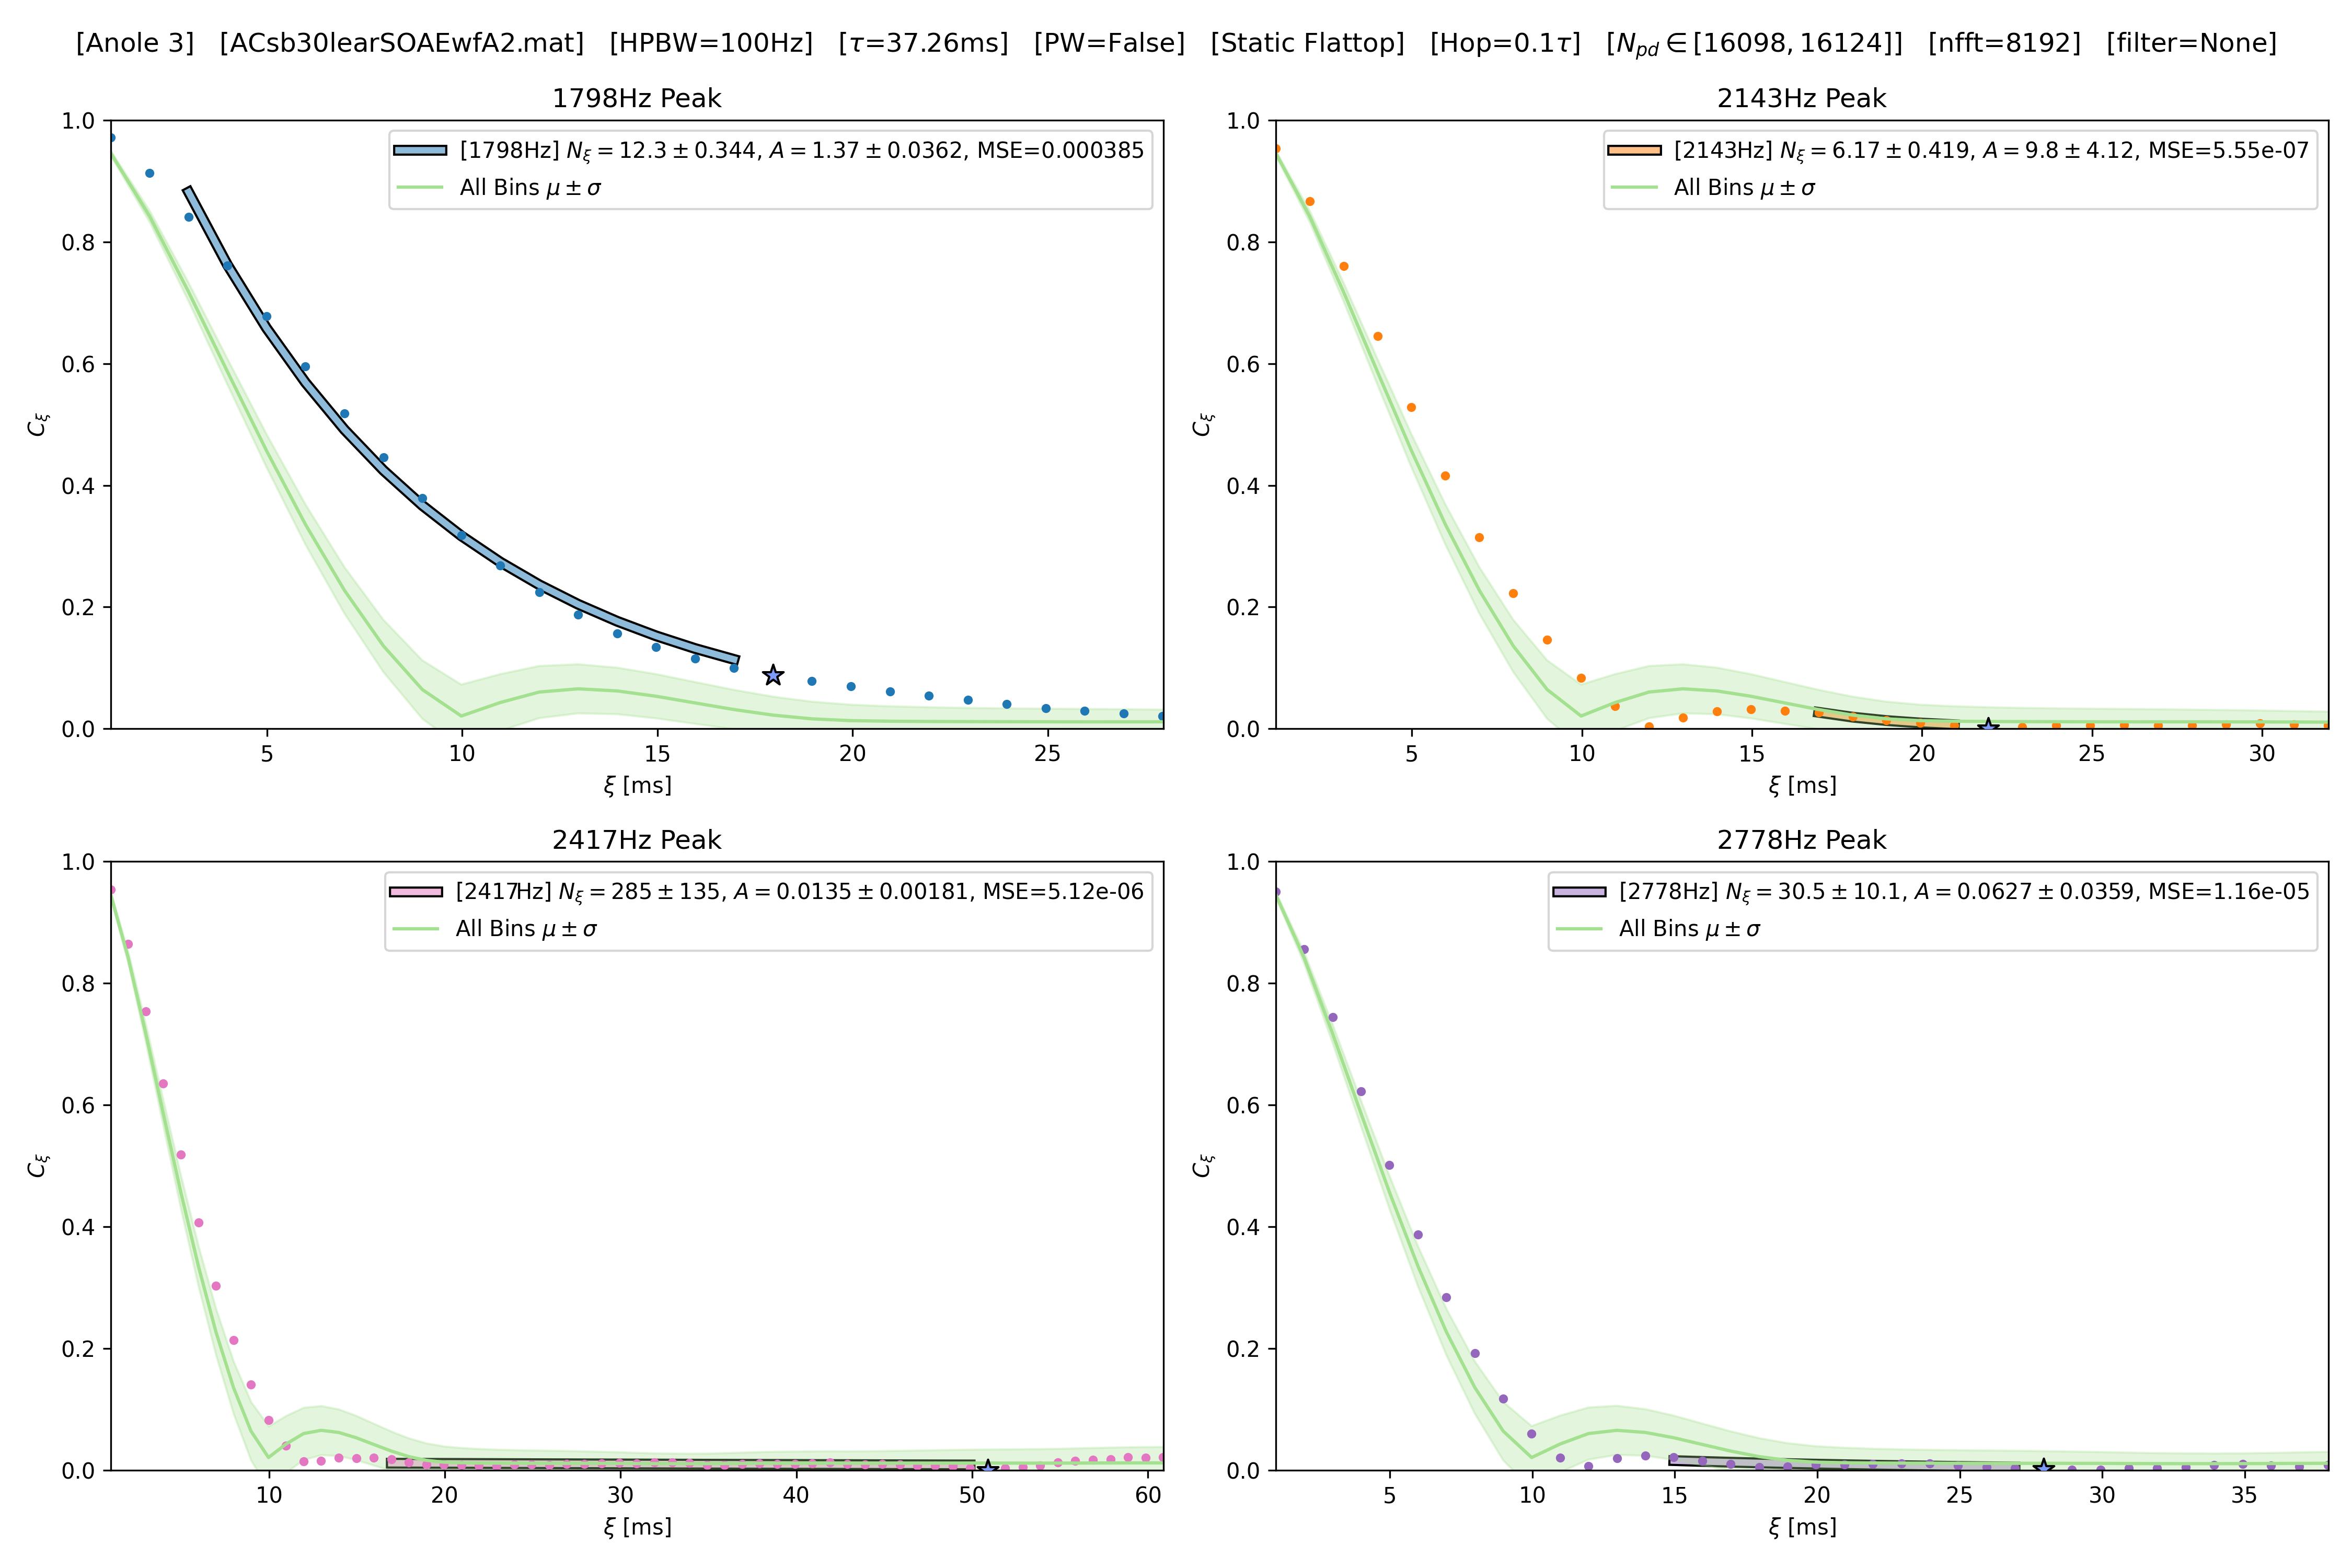 [Anole 3] [ACsb30learSOAEwfA2.mat] [HPBW=100Hz] [τ=37.26ms] [PW=False] [Static Flattop] [Hop=0.1τ] [N_pd ∈ [16098, 16124]] [nfft=8192] [filter=None]
1798Hz Peak
[1798Hz] N_ξ = 12.3 ± 0.344, A = 1.37 ± 0.0362, MSE=0.000385
All Bins μ ± σ
1.0
0.8
0.6
0.4
0.2
0.0
C_ξ
5 10 15 20 25
ξ [ms]
2143Hz Peak
[2143Hz] N_ξ = 6.17 ± 0.419, A = 9.8 ± 4.12, MSE=5.55e-07
All Bins μ ± σ
1.0
0.8
0.6
0.4
0.2
0.0
C_ξ
5 10 15 20 25 30
ξ [ms]
2417Hz Peak
[2417Hz] N_ξ = 285 ± 135, A = 0.0135 ± 0.00181, MSE=5.12e-06
All Bins μ ± σ
1.0
0.8
0.6
0.4
0.2
0.0
C_ξ
10 20 30 40 50 60
ξ [ms]
2778Hz Peak
[2778Hz] N_ξ = 30.5 ± 10.1, A = 0.0627 ± 0.0359, MSE=1.16e-05
All Bins μ ± σ
1.0
0.8
0.6
0.4
0.2
0.0
C_ξ
5 10 15 20 25 30 35
ξ [ms]